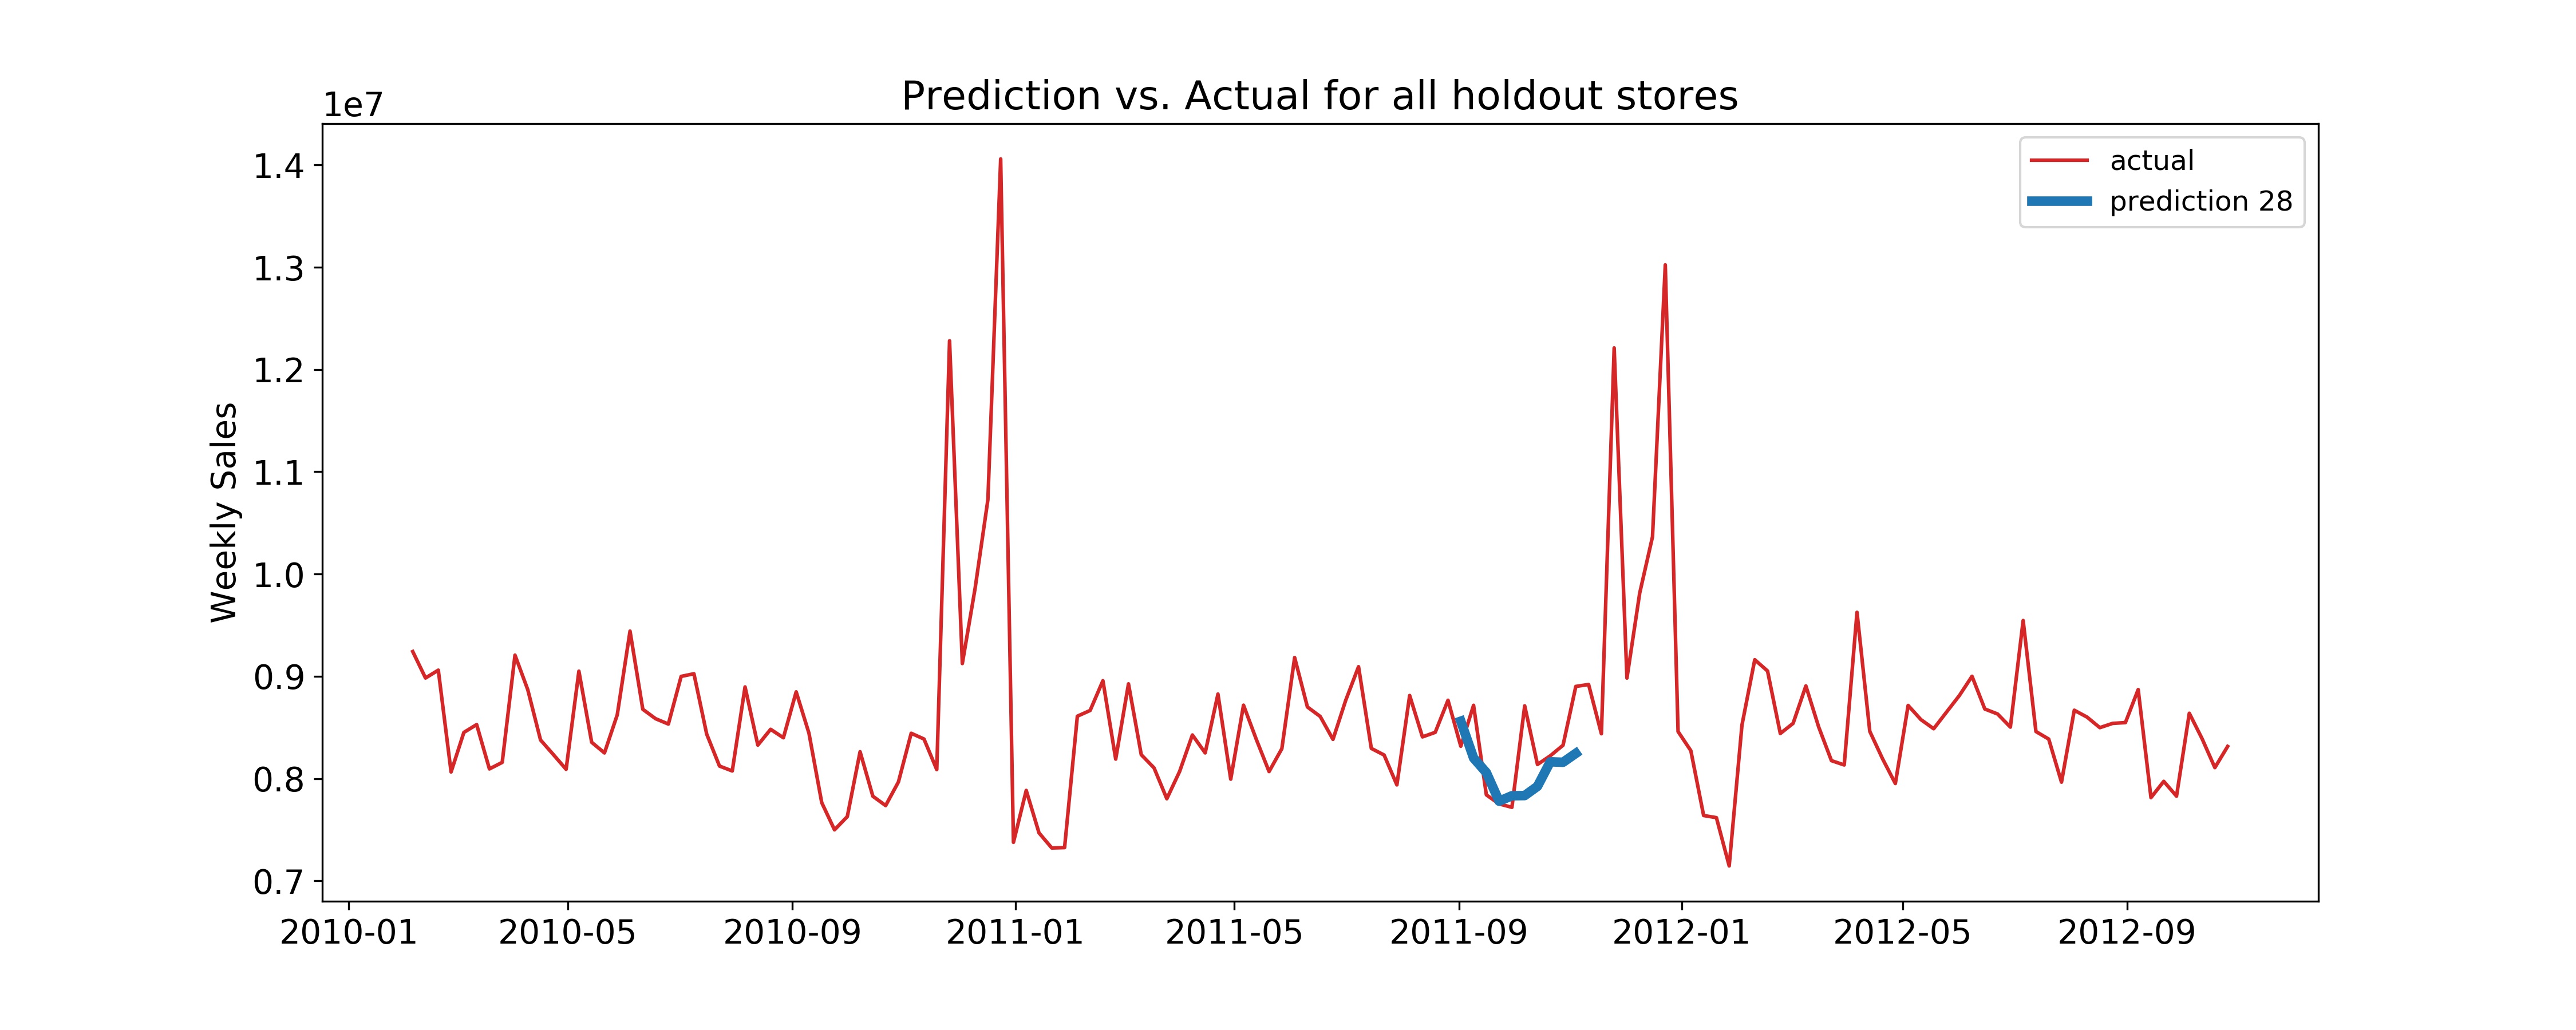 Prediction vs. Actual for all holdout stores
1e7
actual
prediction 28
Weekly Sales
1.4
1.3
1.2
1.1
1.0
0.9
0.8
0.7
2010-01 2010-05 2010-09 2011-01 2011-05 2011-09 2012-01 2012-05 2012-09